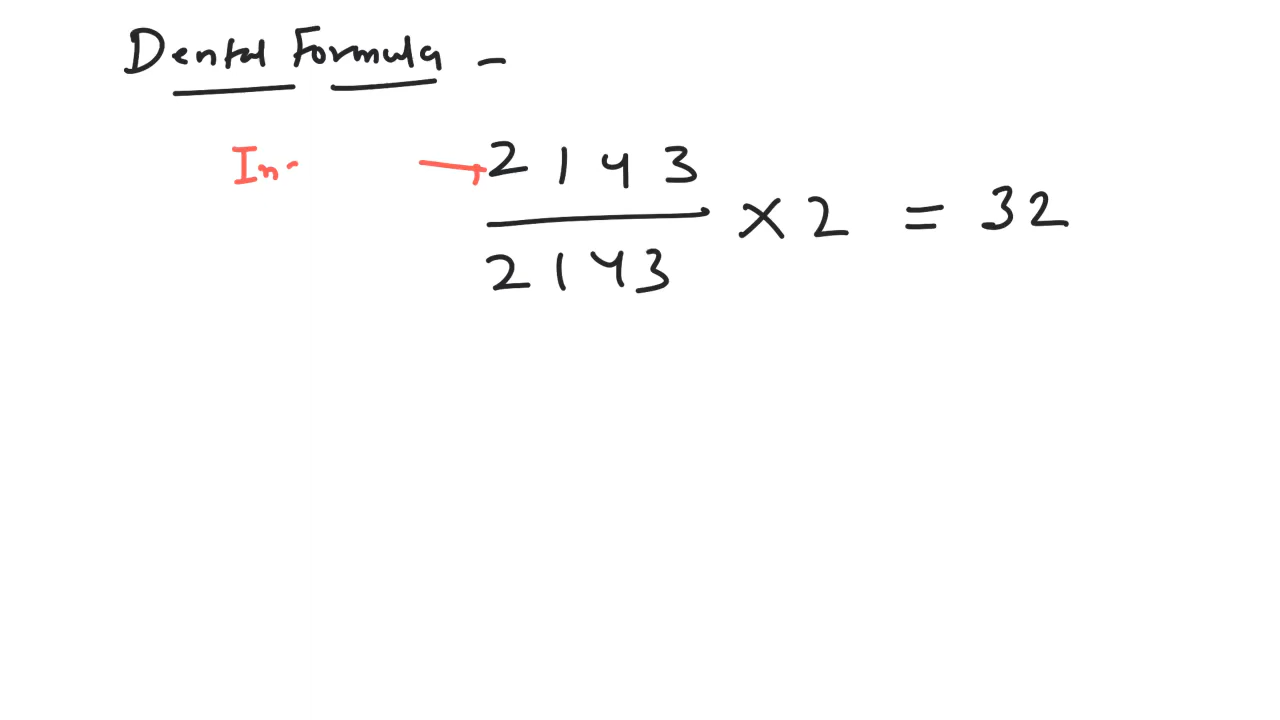 Dental Formula -
In. → 2 1 4 3
× 2 = 32
2 1 4 3